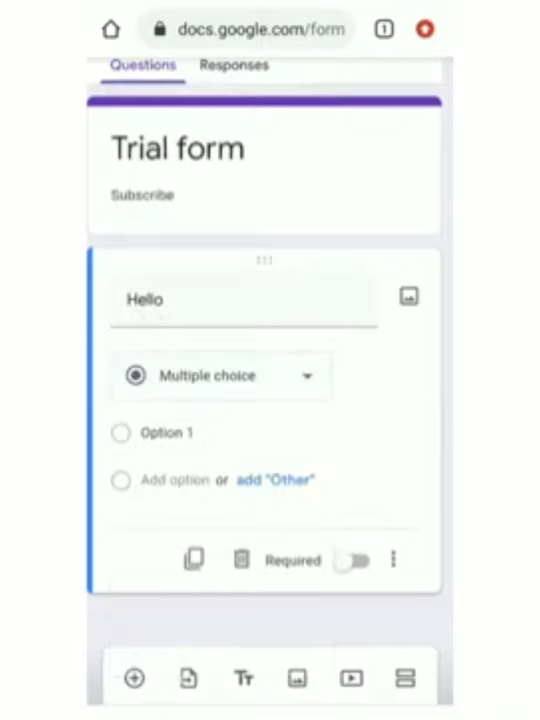 docs.google.com/form 1
Questions Responses
Trial form
Subscribe
Hello
Multiple choice
Option 1
Add option or add "Other"
Required
Tт